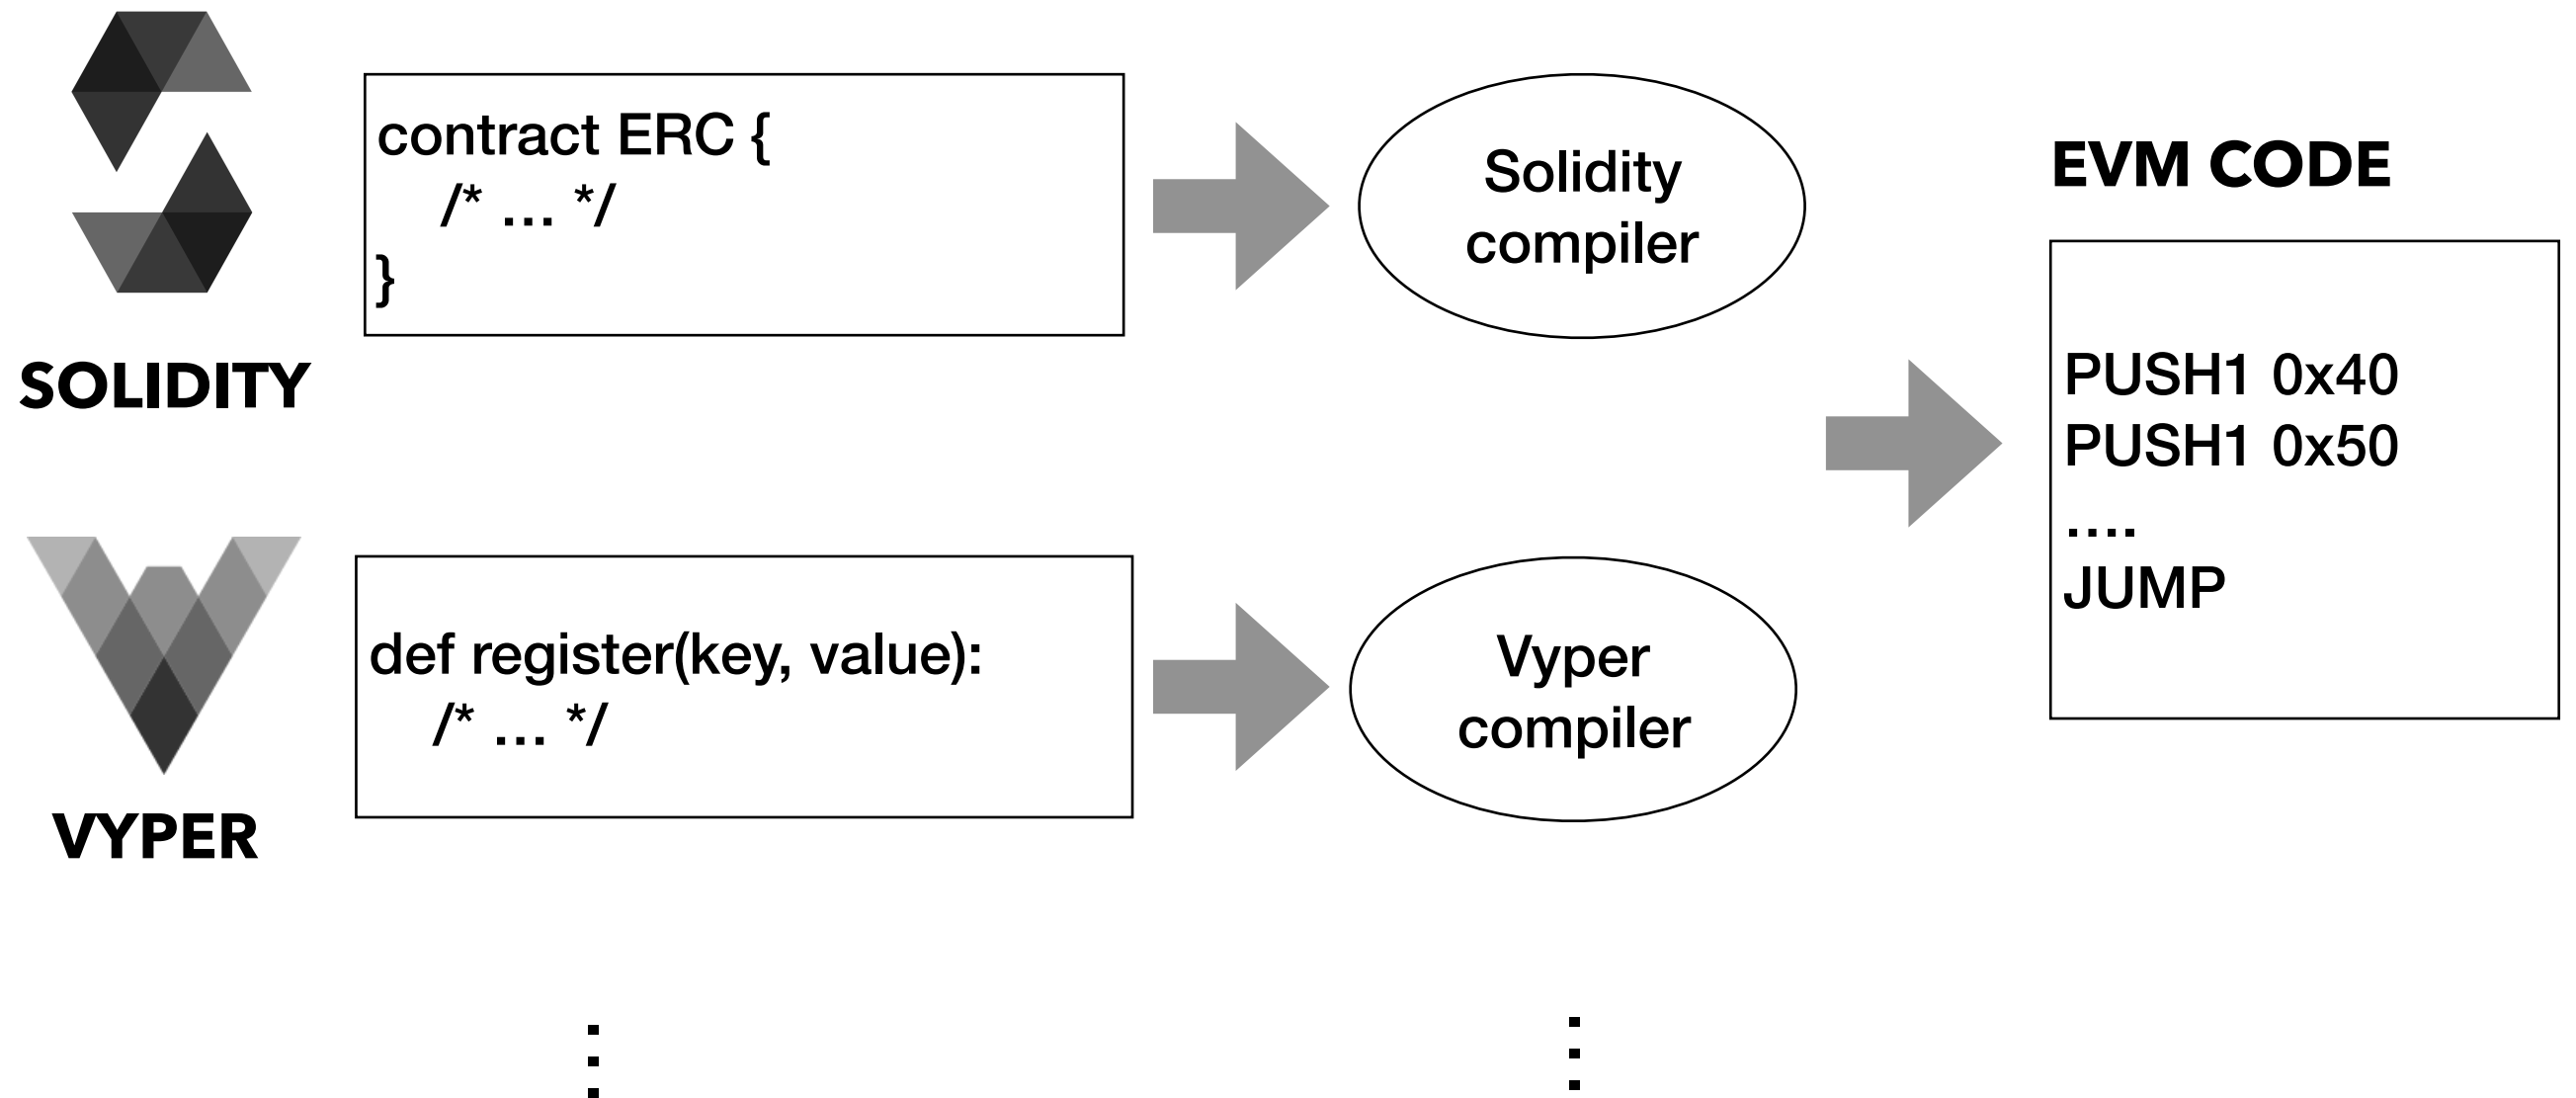 SOLIDITY
contract ERC {
/* ... */
}
Solidity
compiler
VYPER
def register(key, value):
/* ... */
Vyper
compiler
EVM CODE
PUSH1 0x40
PUSH1 0x50
....
JUMP